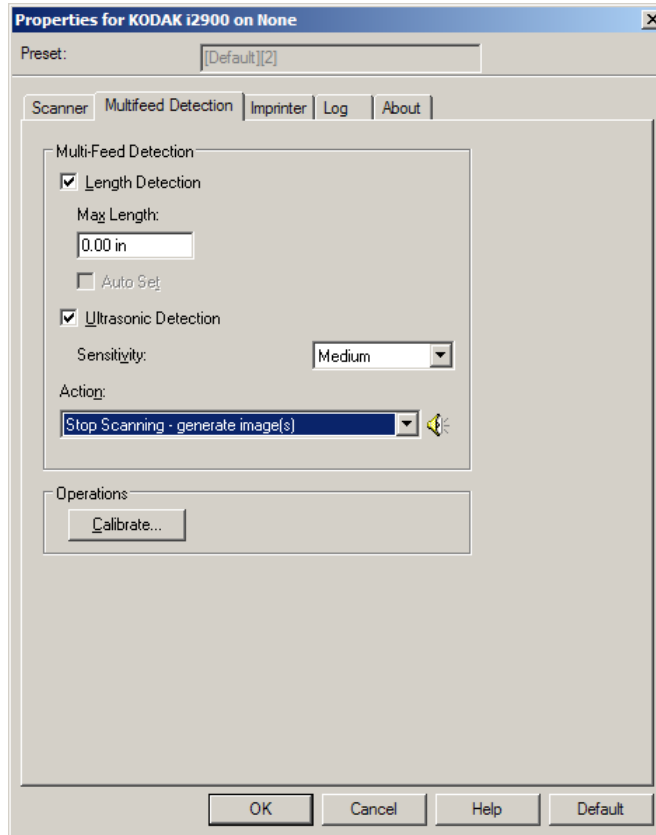 Properties for KODAK i2900 on None
Preset: [Default][2]
Scanner Multifeed Detection Imprinter Log About
Multi-Feed Detection
Length Detection
Max Length:
0.00 in
Auto Set
Ultrasonic Detection
Sensitivity: Medium
Action:
Stop Scanning - generate image(s)
Operations
Calibrate...
OK Cancel Help Default